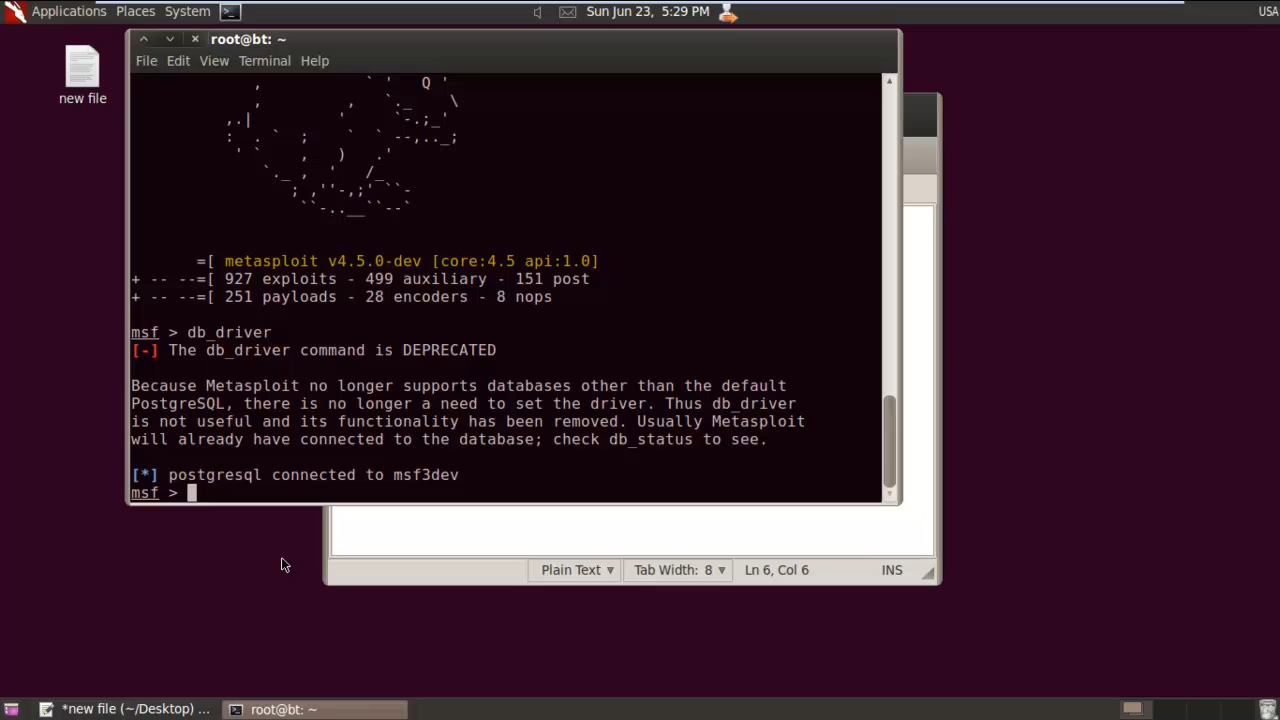 Applications Places System
Sun Jun 23, 5:29 PM
USA
root@bt: ~
File Edit View Terminal Help
new file
=[ metasploit v4.5.0-dev [core:4.5 api:1.0]
+ -- --=[ 927 exploits - 499 auxiliary - 151 post
+ -- --=[ 251 payloads - 28 encoders - 8 nops
msf > db_driver
[-] The db_driver command is DEPRECATED
Because Metasploit no longer supports databases other than the default
PostgreSQL, there is no longer a need to set the driver. Thus db_driver
is not useful and its functionality has been removed. Usually Metasploit
will already have connected to the database; check db_status to see.
[*] postgresql connected to msf3dev
msf >
Plain Text Tab Width: 8 Ln 6, Col 6 INS
*new file (~/Desktop) ... root@bt: ~